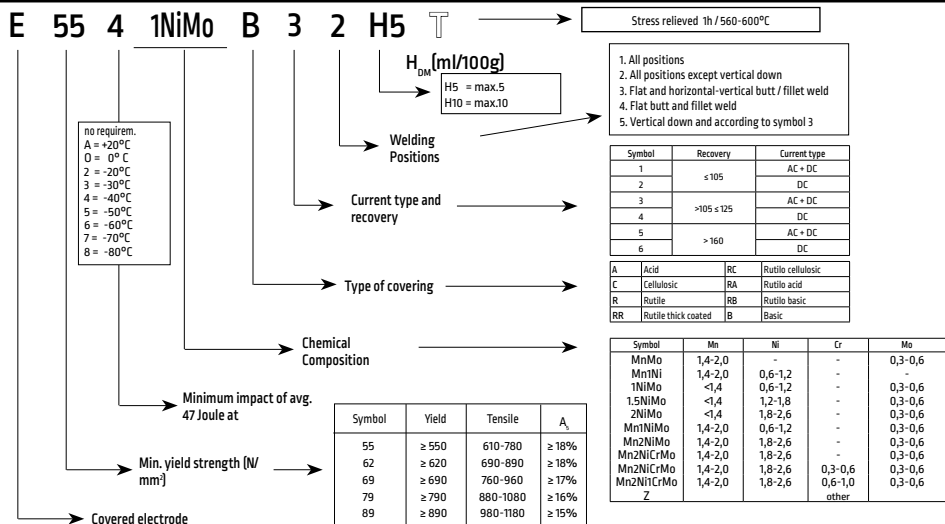 E 55 4 1NiMo B 3 2 H5 T
Stress relieved 1h / 560-600°C
HDM (ml/100g)
H5 = max.5
H10 = max.10
1. All positions
2. All positions except vertical down
3. Flat and horizontal-vertical butt / fillet weld
4. Flat butt and fillet weld
5. Vertical down and according to symbol 3
no requirem.
A = +20°C
0 = 0° C
2 = -20°C
3 = -30°C
4 = -40°C
5 = -50°C
6 = -60°C
7 = -70°C
8 = -80°C
Welding
Positions
Symbol Recovery Current type
1 ≤ 105 AC + DC
2 DC
3 >105 ≤ 125 AC + DC
4 DC
5 > 160 AC + DC
6 DC
Current type and
recovery
Type of covering
A Acid RC Rutilo cellulosic
C Cellulosic RA Rutilo acid
R Rutile RB Rutilo basic
RR Rutile thick coated B Basic
Chemical
Composition
Symbol Mn Ni Cr Mo
MnMo 1,4-2,0 - - 0,3-0,6
Mn1Ni 1,4-2,0 0,6-1,2 - -
1NiMo <1,4 0,6-1,2 - 0,3-0,6
1.5NiMo <1,4 1,2-1,8 - 0,3-0,6
2NiMo <1,4 1,8-2,6 - 0,3-0,6
Mn1NiMo 1,4-2,0 0,6-1,2 - 0,3-0,6
Mn2NiMo 1,4-2,0 1,8-2,6 - 0,3-0,6
Mn2NiCrMo 1,4-2,0 1,8-2,6 - 0,3-0,6
Mn2NiCrMo 1,4-2,0 1,8-2,6 0,3-0,6 0,3-0,6
Mn2Ni1CrMo 1,4-2,0 1,8-2,6 0,6-1,0 0,3-0,6
Z other
Minimum impact of avg.
47 Joule at
Min. yield strength (N/
mm²)
Symbol Yield Tensile A5
55 ≥ 550 610-780 ≥ 18%
62 ≥ 620 690-890 ≥ 18%
69 ≥ 690 760-960 ≥ 17%
79 ≥ 790 880-1080 ≥ 16%
89 ≥ 890 980-1180 ≥ 15%
Covered electrode